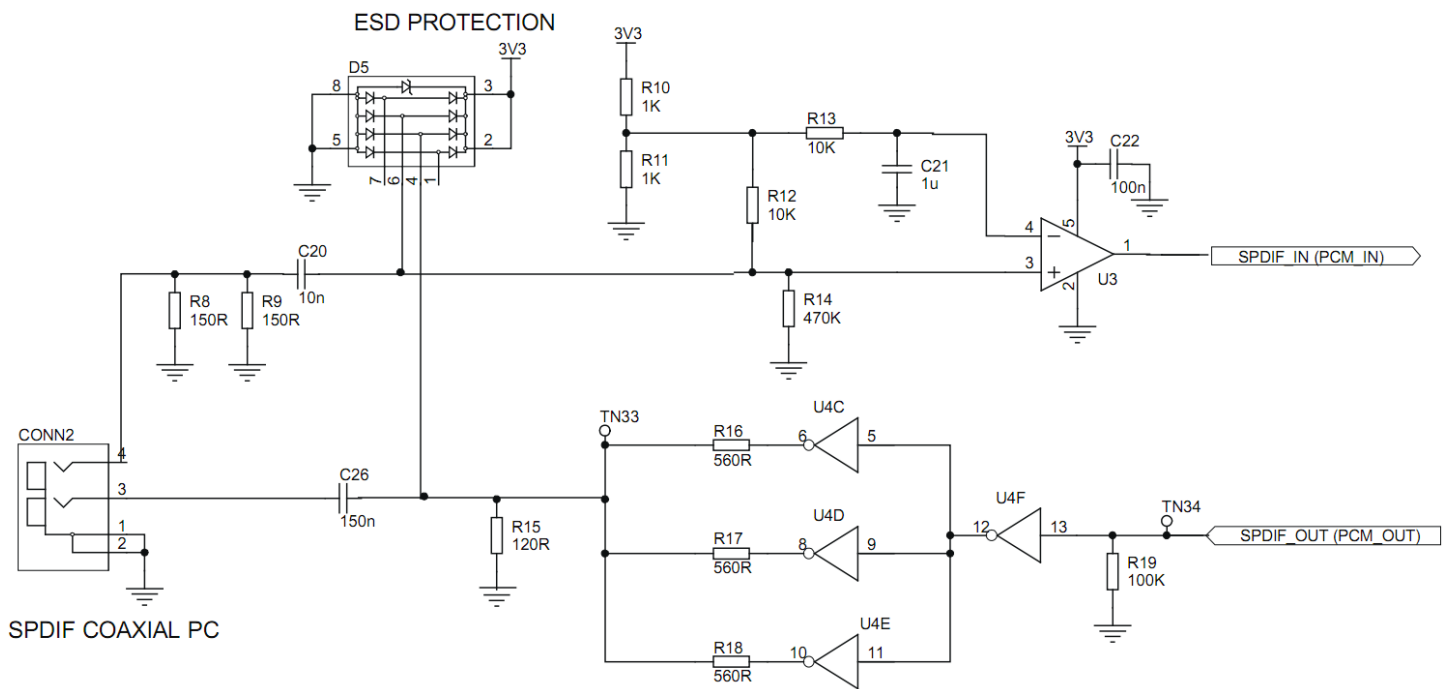 ESD PROTECTION
3V3
D5
8
3
5
2
7
6
4
1
3V3
R10
1K
R11
1K
R13
10K
C21
1u
R12
10K
3V3
C22
100n
4
5
1
3
2
U3
SPDIF_IN (PCM_IN)
C20
10n
R8
150R
R9
150R
R14
470K
CONN2
4
3
1
2
SPDIF COAXIAL PC
C26
150n
R15
120R
TN33
R16
560R
U4C
6
5
R17
560R
U4D
8
9
R18
560R
U4E
10
11
U4F
12
13
TN34
SPDIF_OUT (PCM_OUT)
R19
100K